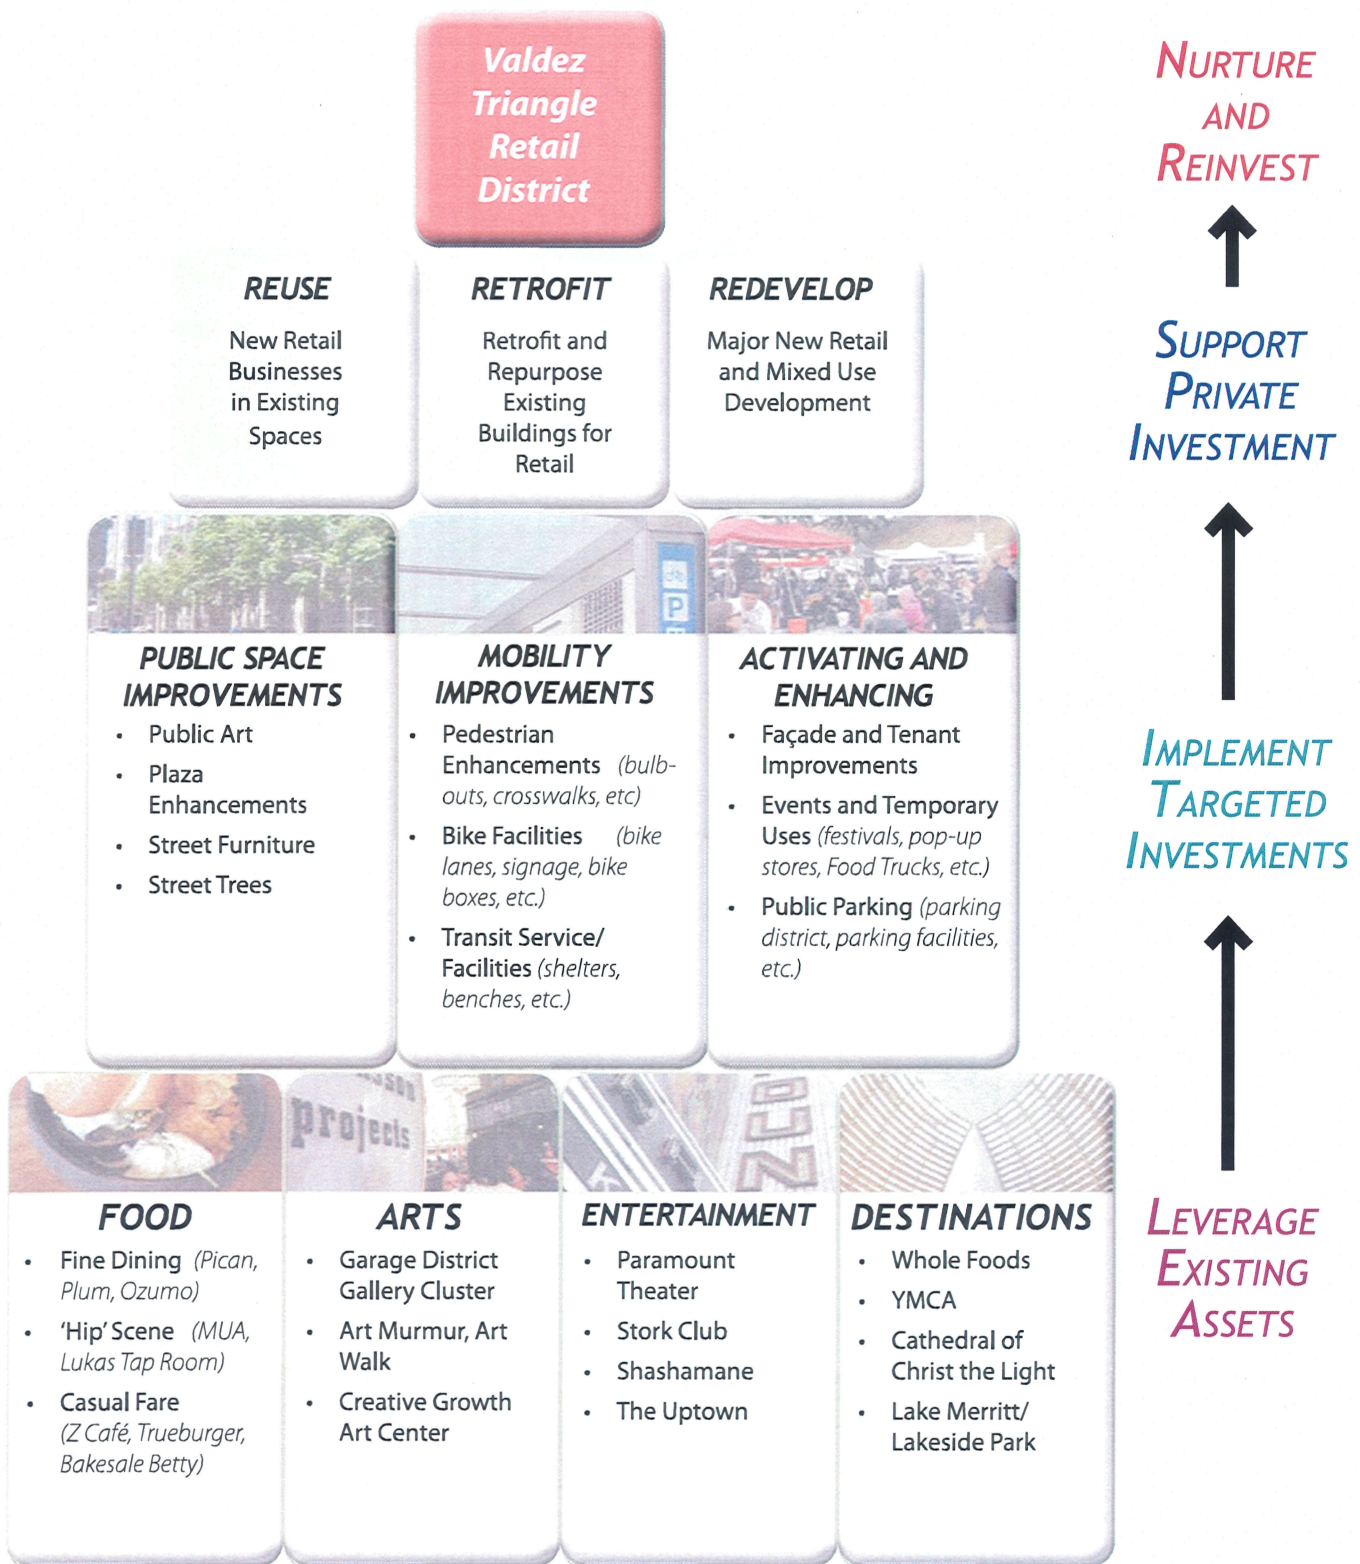 Valdez
Triangle
Retail
District
NURTURE
AND
REINVEST
REUSE
New Retail
Businesses
in Existing
Spaces
RETROFIT
Retrofit and
Repurpose
Existing
Buildings for
Retail
REDEVELOP
Major New Retail
and Mixed Use
Development
SUPPORT
PRIVATE
INVESTMENT
P
PUBLIC SPACE
IMPROVEMENTS
• Public Art
• Plaza
Enhancements
• Street Furniture
• Street Trees
MOBILITY
IMPROVEMENTS
• Pedestrian
Enhancements (bulb-
outs, crosswalks, etc)
• Bike Facilities (bike
lanes, signage, bike
boxes, etc.)
• Transit Service/
Facilities (shelters,
benches, etc.)
ACTIVATING AND
ENHANCING
• Façade and Tenant
Improvements
• Events and Temporary
Uses (festivals, pop-up
stores, Food Trucks, etc.)
• Public Parking (parking
district, parking facilities,
etc.)
IMPLEMENT
TARGETED
INVESTMENTS
projects
FOOD
• Fine Dining (Pican,
Plum, Ozumo)
• 'Hip' Scene (MUA,
Lukas Tap Room)
• Casual Fare
(Z Café, Trueburger,
Bakesale Betty)
ARTS
• Garage District
Gallery Cluster
• Art Murmur, Art
Walk
• Creative Growth
Art Center
ENTERTAINMENT
• Paramount
Theater
• Stork Club
• Shashamane
• The Uptown
DESTINATIONS
• Whole Foods
• YMCA
• Cathedral of
Christ the Light
• Lake Merritt/
Lakeside Park
LEVERAGE
EXISTING
ASSETS